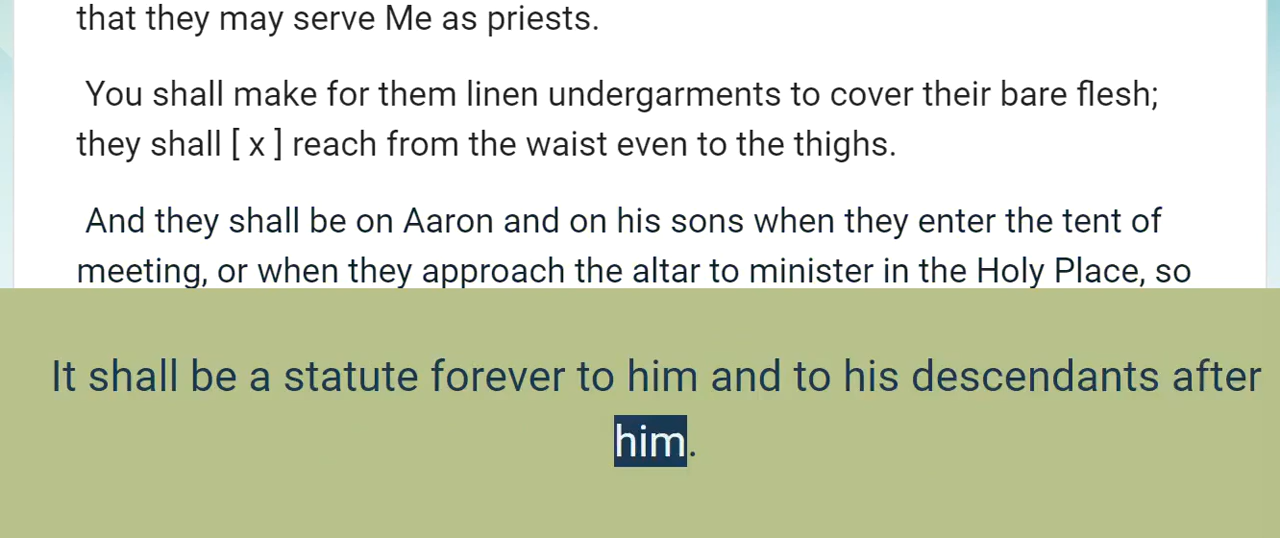 that they may serve Me as priests.
You shall make for them linen undergarments to cover their bare flesh;
they shall [ x ] reach from the waist even to the thighs.
And they shall be on Aaron and on his sons when they enter the tent of
meeting, or when they approach the altar to minister in the Holy Place, so
It shall be a statute forever to him and to his descendants after
him.